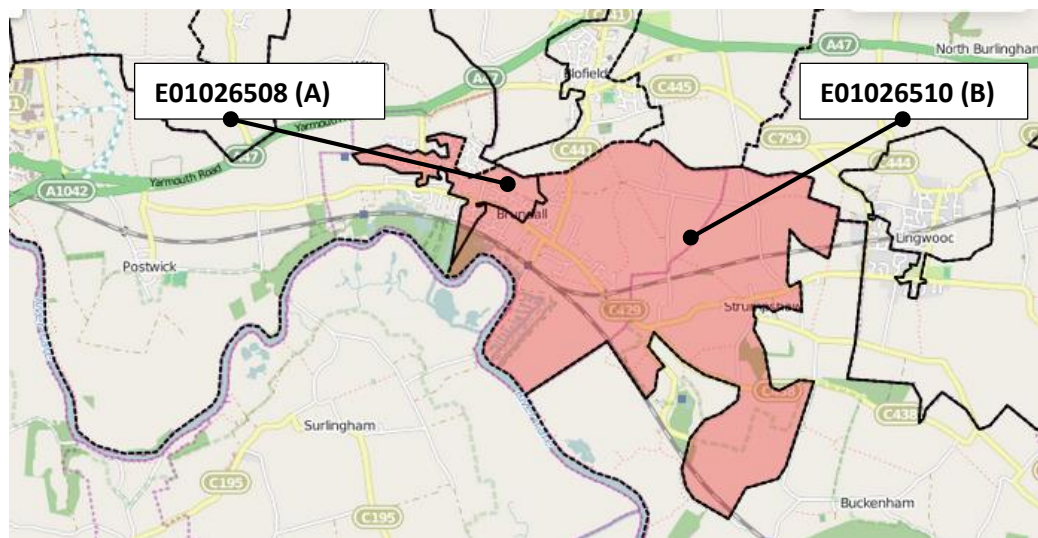 A47
North Burlingham
Blofield
A47
C445
E01026508 (A)
E01026510 (B)
C794
C441
C444
A47
Yarmouth Road
A1042
Brundall
Lingwooc
Postwick
Strumpshaw
C429
C438
Surlingham
C195
C195
Buckenham